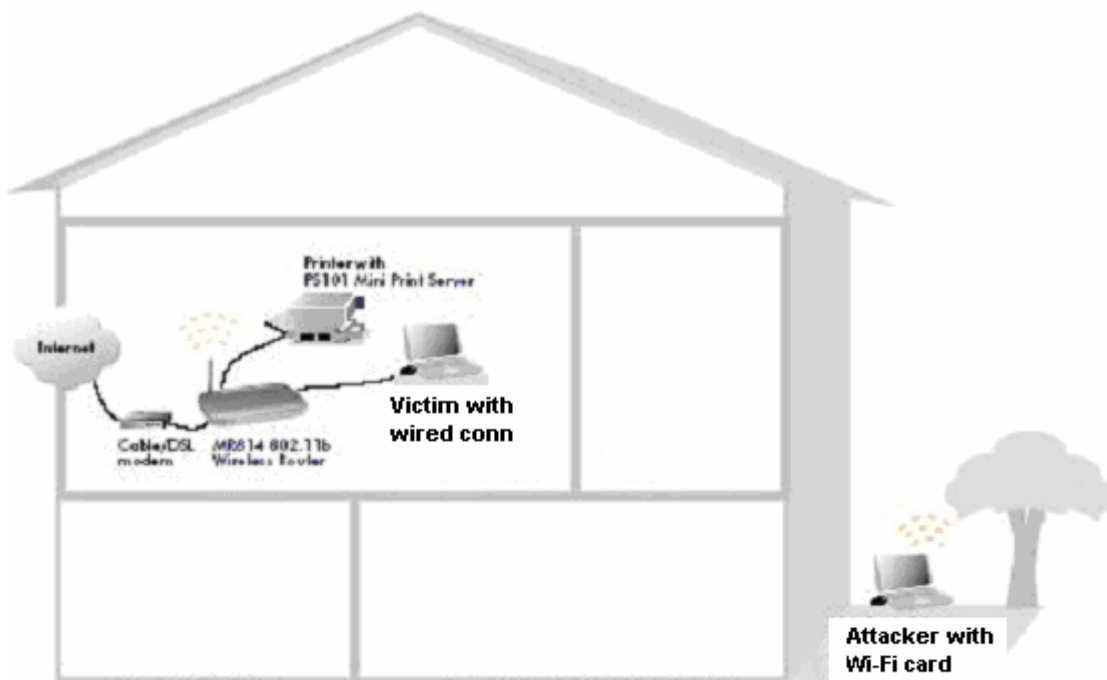 Printer with
PS101 Mini Print Server
Internet
Victim with
wired conn
Cable/DSL
modem
MR814 802.11b
Wireless Router
Attacker with
Wi-Fi card